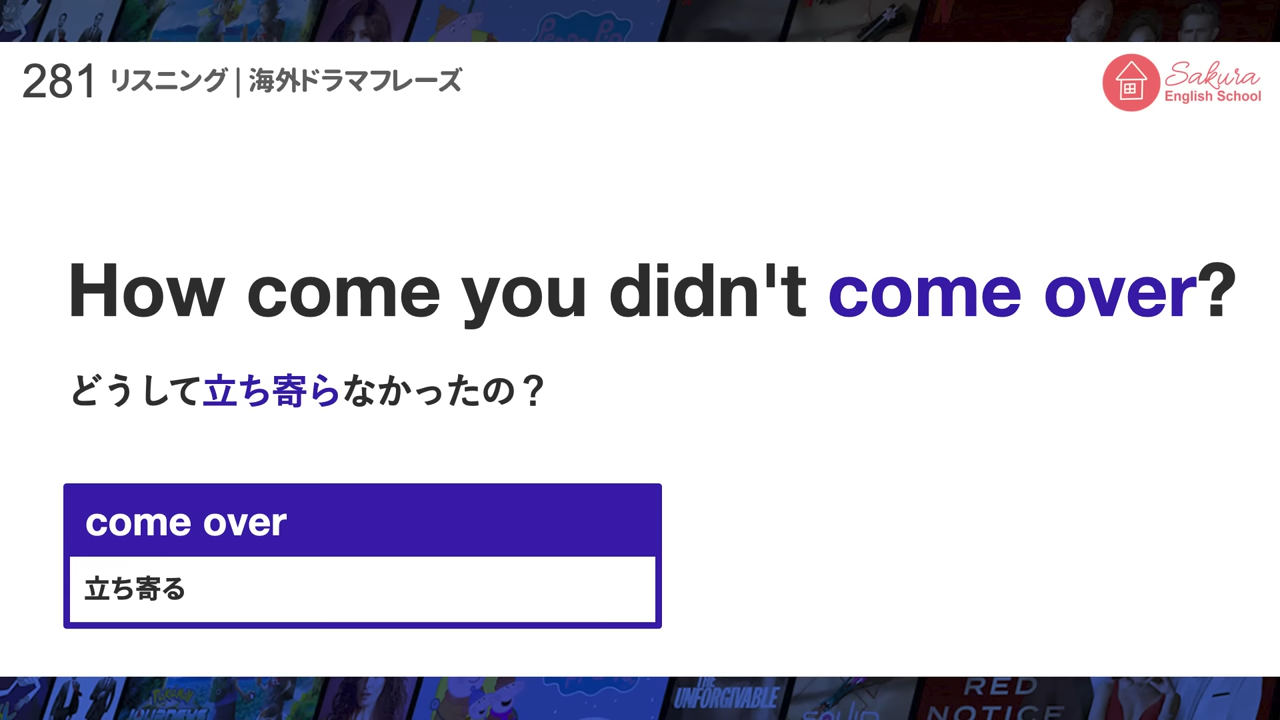 281 リスニング | 海外ドラマフレーズ
Sakura
English School
How come you didn't come over?
どうして立ち寄らなかったの？
come over
立ち寄る
THE
UNFORGIVABLE
RED
NOTICE